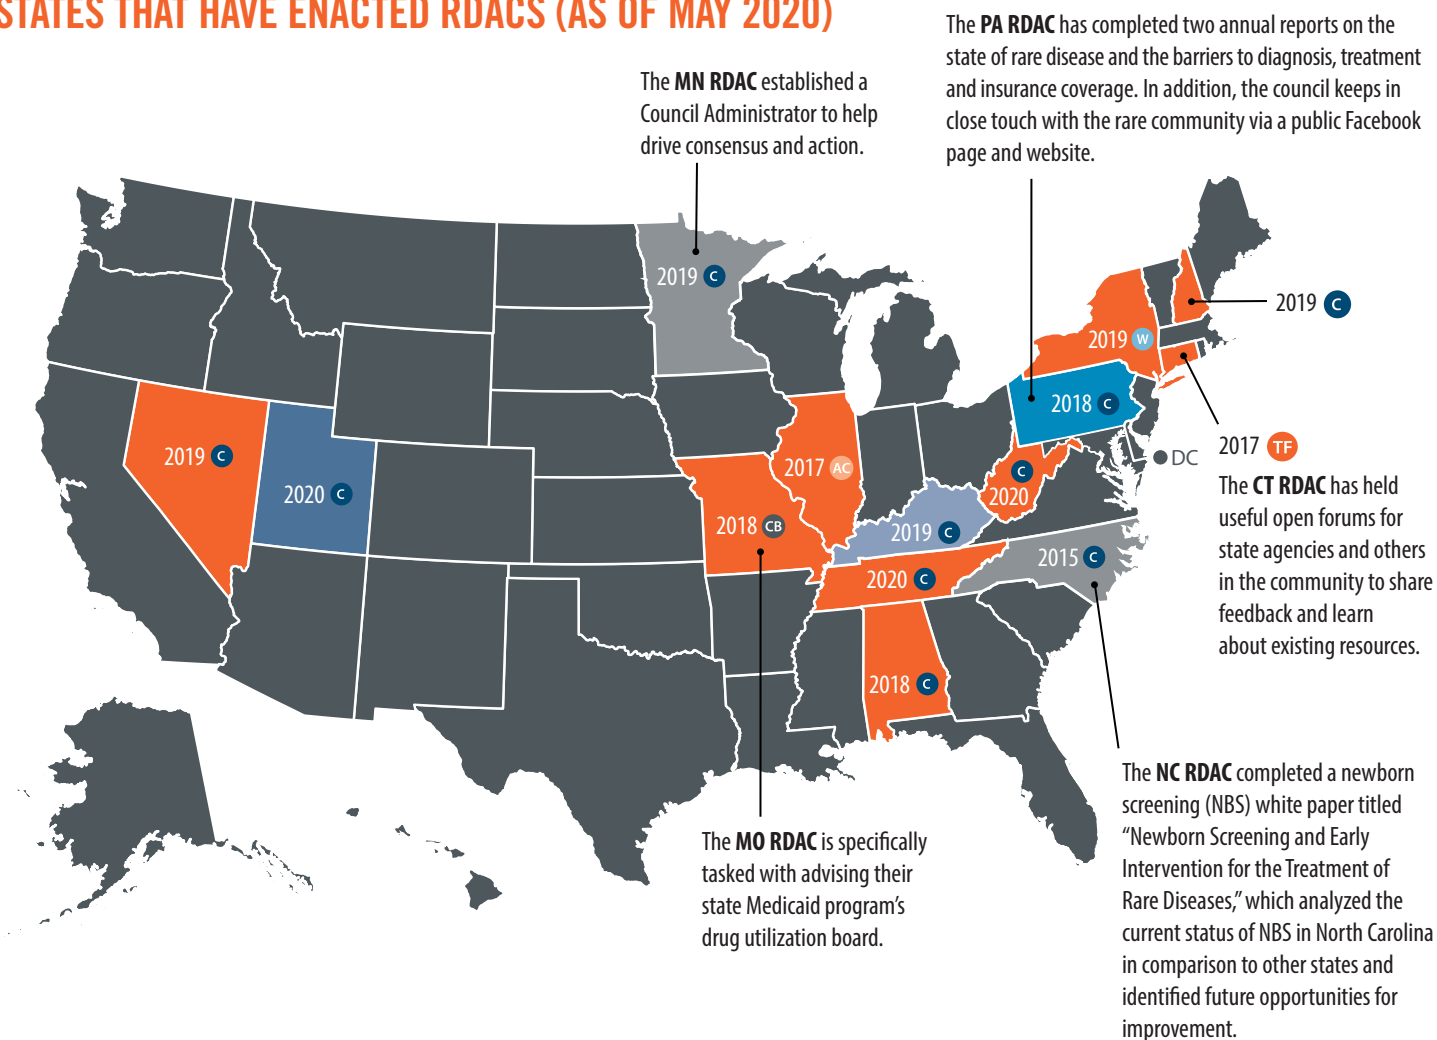 STATES THAT HAVE ENACTED RDACS (AS OF MAY 2020)
The PA RDAC has completed two annual reports on the
state of rare disease and the barriers to diagnosis, treatment
and insurance coverage. In addition, the council keeps in
close touch with the rare community via a public Facebook
page and website.
The MN RDAC established a
Council Administrator to help
drive consensus and action.
2019 C
2019 C
2019 W
2018 C
2017 TF
The CT RDAC has held
useful open forums for
state agencies and others
in the community to share
feedback and learn
about existing resources.
DC
2019 C
2020 C
2017 AC
C
2020
2018 CB
2019 C
2015 C
2020 C
2018 C
The NC RDAC completed a newborn
screening (NBS) white paper titled
“Newborn Screening and Early
Intervention for the Treatment of
Rare Diseases,” which analyzed the
current status of NBS in North Carolina
in comparison to other states and
identified future opportunities for
improvement.
The MO RDAC is specifically
tasked with advising their
state Medicaid program’s
drug utilization board.